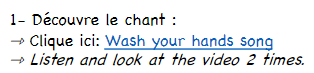 1- Découvre le chant :
→ Clique ici: Wash your hands song
→ Listen and look at the video 2 times.